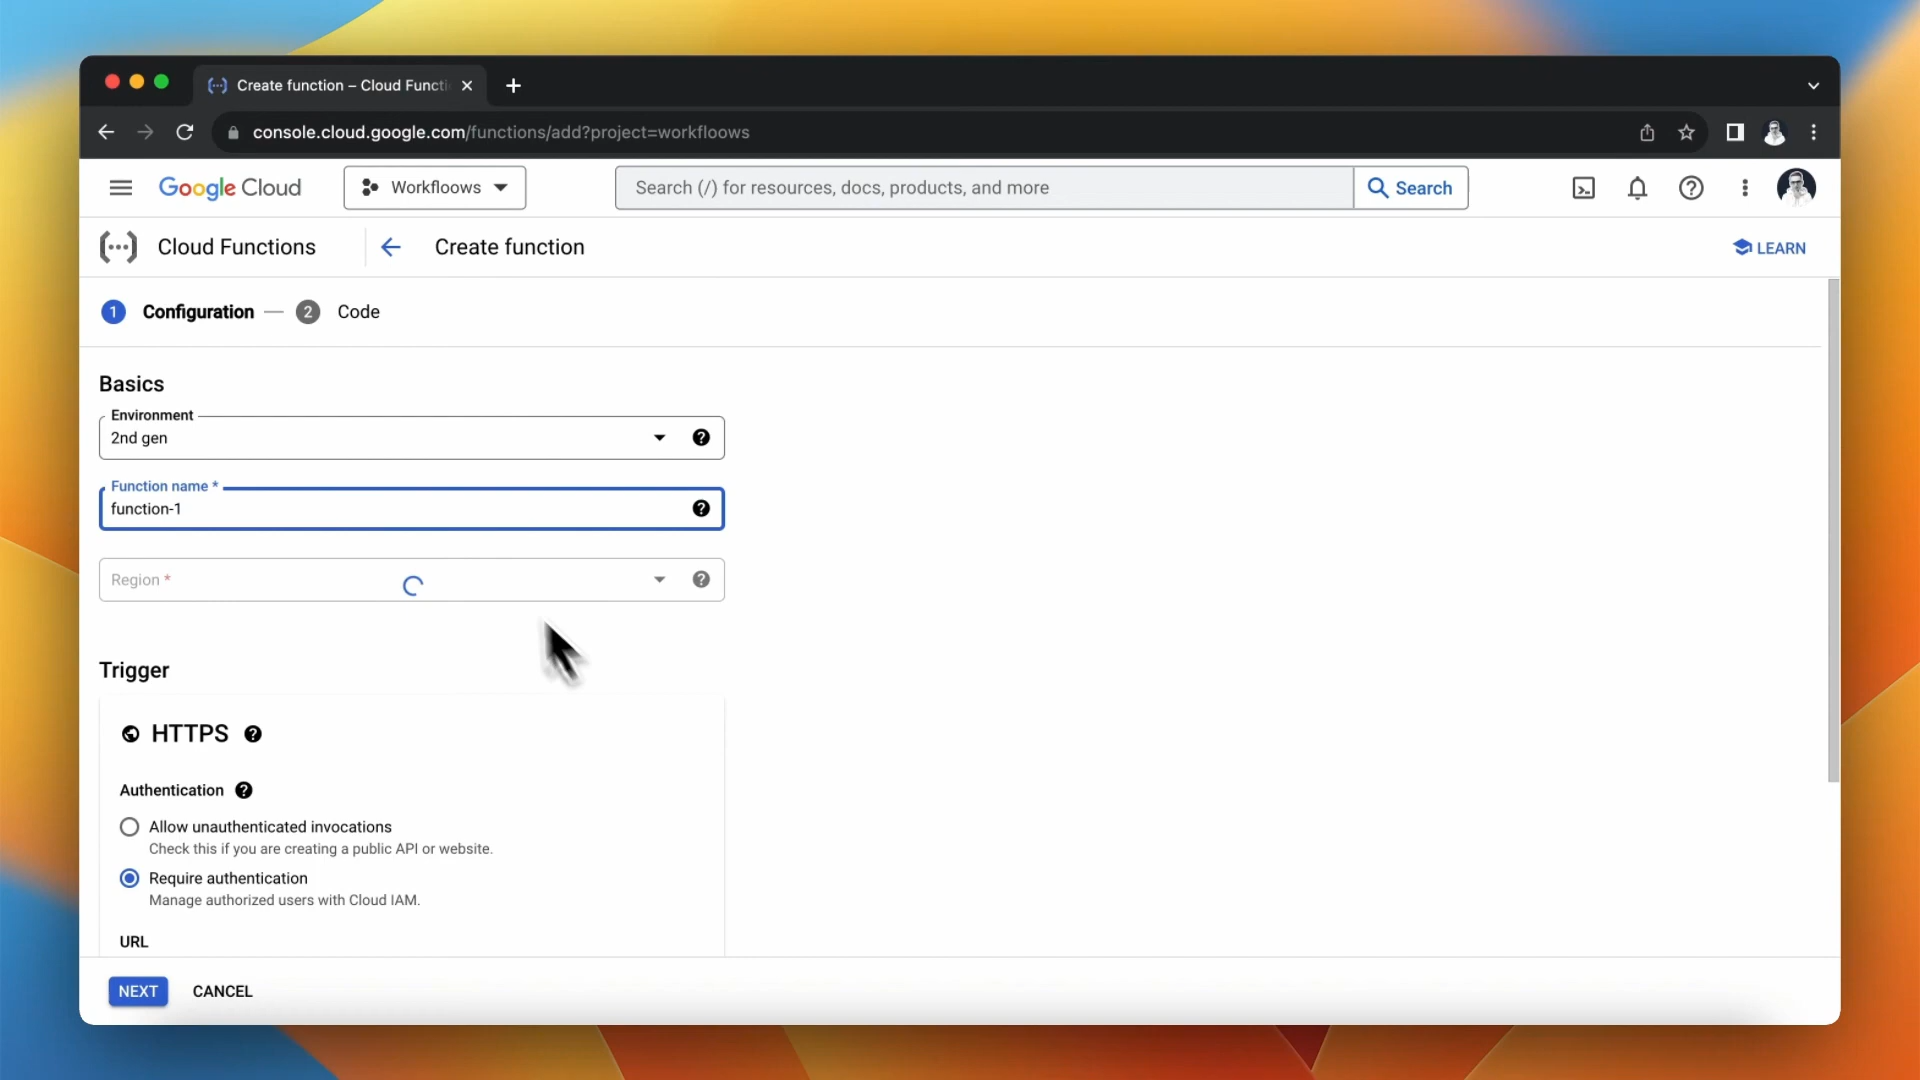 Create function – Cloud Functi
console.cloud.google.com/functions/add?project=workfloows
Google Cloud
Workfloows
Search (/) for resources, docs, products, and more
Search
Cloud Functions
Create function
LEARN
1 Configuration — 2 Code
Basics
Environment
2nd gen
Function name *
function-1
Region *
Trigger
HTTPS
Authentication
Allow unauthenticated invocations
Check this if you are creating a public API or website.
Require authentication
Manage authorized users with Cloud IAM.
URL
NEXT
CANCEL